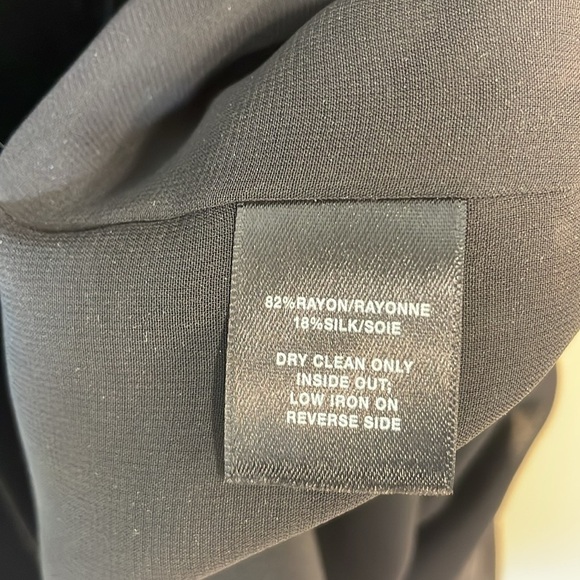 82%RAYON/RAYONNE
18%SILK/SOIE
DRY CLEAN ONLY
INSIDE OUT;
LOW IRON ON
REVERSE SIDE